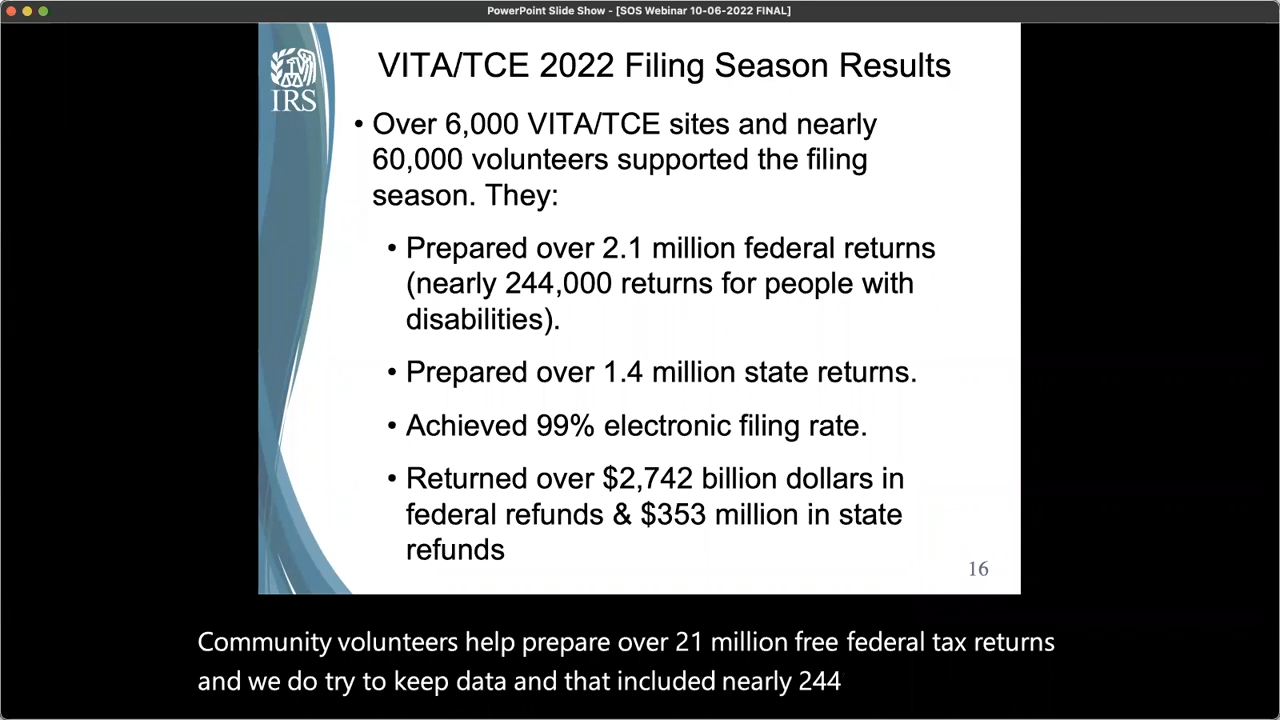 PowerPoint Slide Show - [SOS Webinar 10-06-2022 FINAL]
IRS
VITA/TCE 2022 Filing Season Results
• Over 6,000 VITA/TCE sites and nearly
60,000 volunteers supported the filing
season. They:
• Prepared over 2.1 million federal returns
(nearly 244,000 returns for people with
disabilities).
• Prepared over 1.4 million state returns.
• Achieved 99% electronic filing rate.
• Returned over $2,742 billion dollars in
federal refunds & $353 million in state
refunds
16
Community volunteers help prepare over 21 million free federal tax returns
and we do try to keep data and that included nearly 244